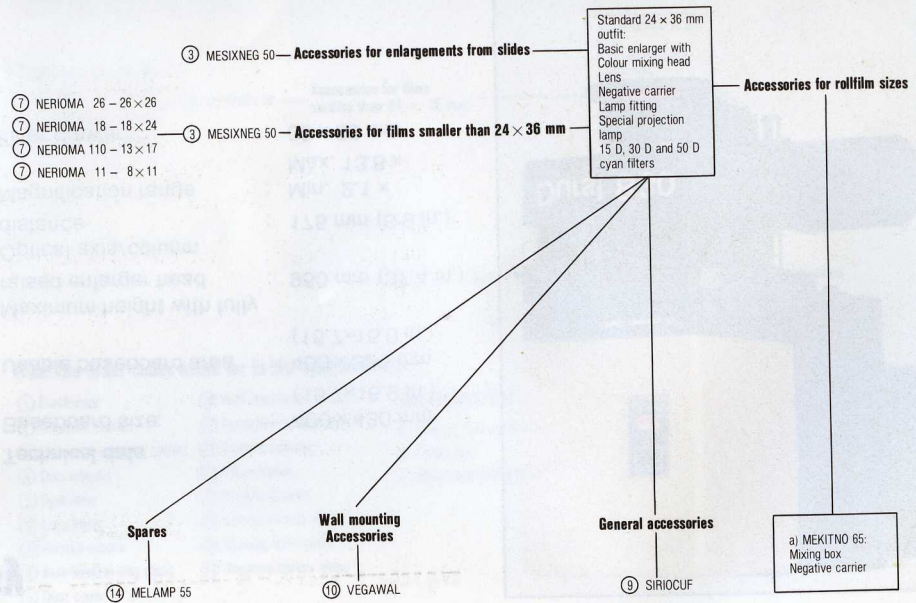 Standard 24 × 36 mm
outfit:
Basic enlarger with
Colour mixing head
Lens
Negative carrier
Lamp fitting
Special projection
lamp
15 D, 30 D and 50 D
cyan filters
③ MESIXNEG 50 — Accessories for enlargements from slides
Accessories for rollfilm sizes
⑦ NERIOMA 26 – 26×26
⑦ NERIOMA 18 – 18×24
⑦ NERIOMA 110 – 13×17
⑦ NERIOMA 11 – 8×11
③ MESIXNEG 50 — Accessories for films smaller than 24 × 36 mm
Spares
⑭ MELAMP 55
Wall mounting
Accessories
⑩ VEGAWAL
General accessories
⑨ SIRIOCUF
a) MEKITNO 65:
Mixing box
Negative carrier